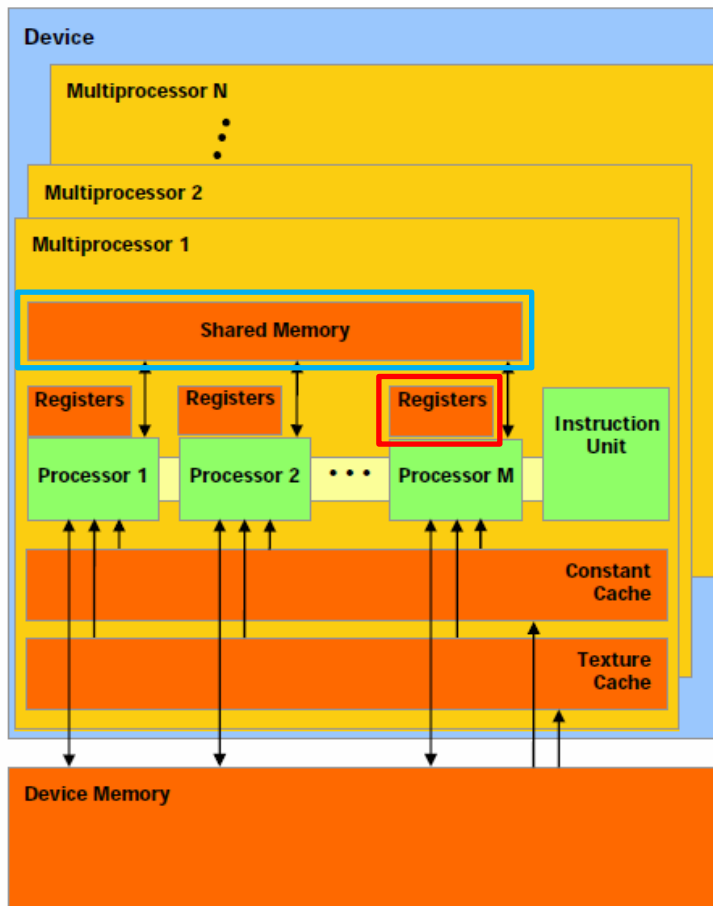 Device
Multiprocessor N
Multiprocessor 2
Multiprocessor 1
Shared Memory
Registers
Registers
Registers
Instruction
Unit
Processor 1
Processor 2
Processor M
Constant
Cache
Texture
Cache
Device Memory